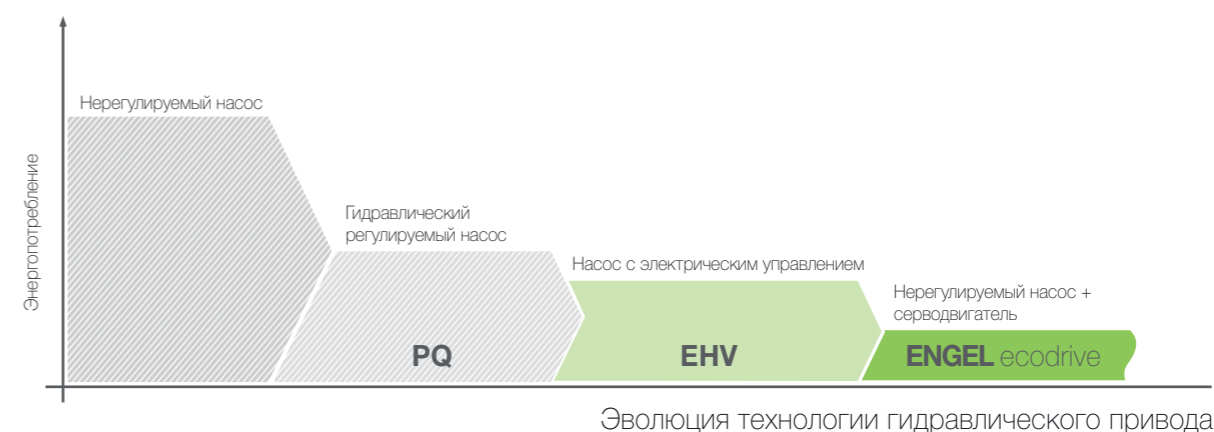 Нерегулируемый насос
Энергопотребление
Гидравлический
регулируемый насос
Насос с электрическим управлением
Нерегулируемый насос +
серводвигатель
PQ
EHV
ENGEL ecodrive
Эволюция технологии гидравлического привода